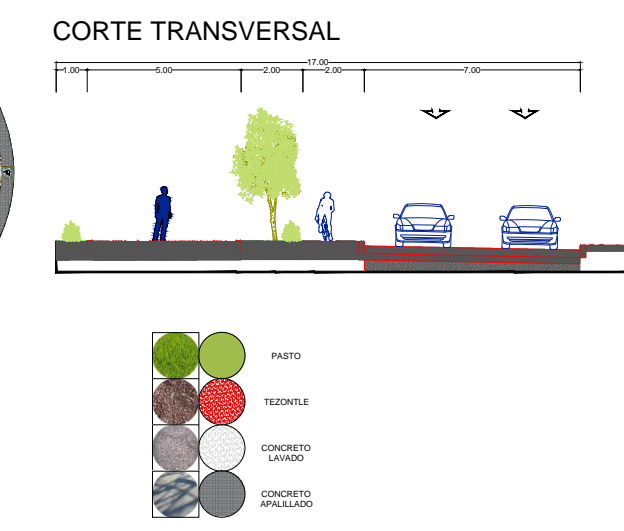 CORTE TRANSVERSAL
17.00
1.00 5.00 2.00 2.00 7.00
PASTO
TEZONTLE
CONCRETO
LAVADO
CONCRETO
APALILLADO